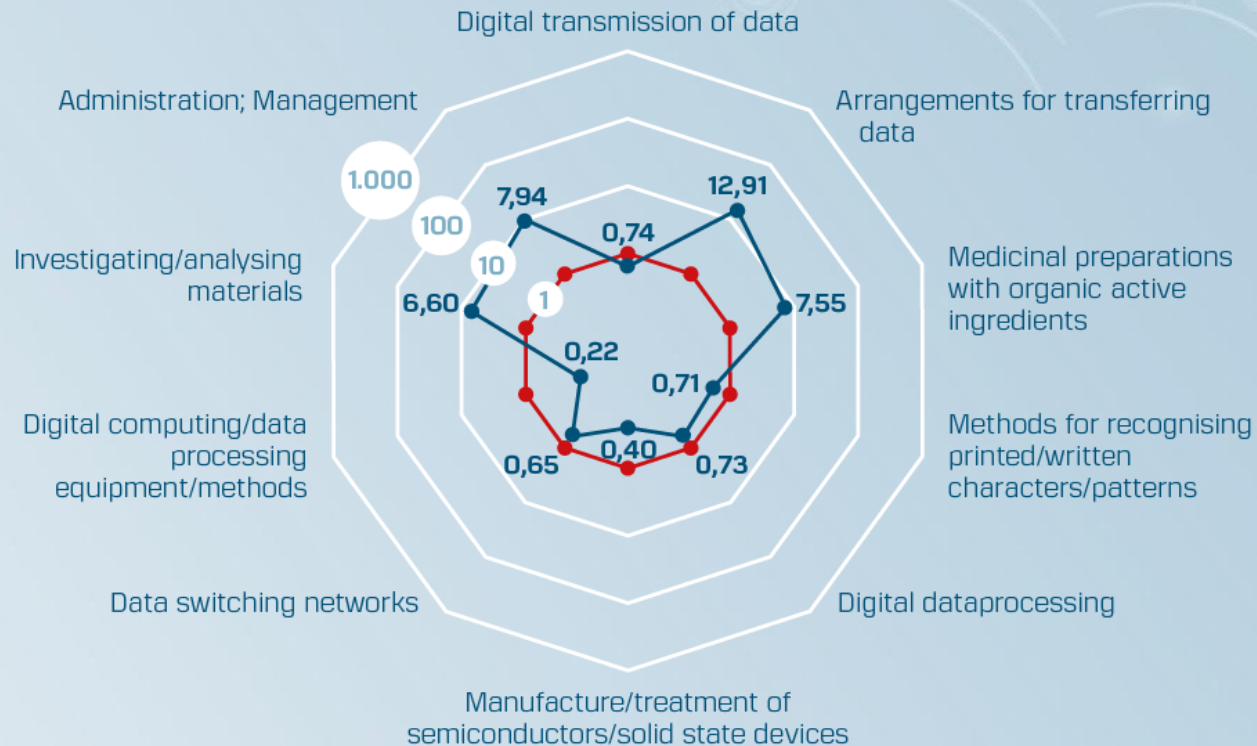 Digital transmission of data
Administration; Management
Arrangements for transferring
data
1.000
7,94
12,91
100
0,74
Investigating/analysing
materials
10
Medicinal preparations
with organic active
ingredients
1
6,60
7,55
0,22
0,71
Digital computing/data
processing
equipment/methods
Methods for recognising
printed/written
characters/patterns
0,65
0,40
0,73
Data switching networks
Digital dataprocessing
Manufacture/treatment of
semiconductors/solid state devices